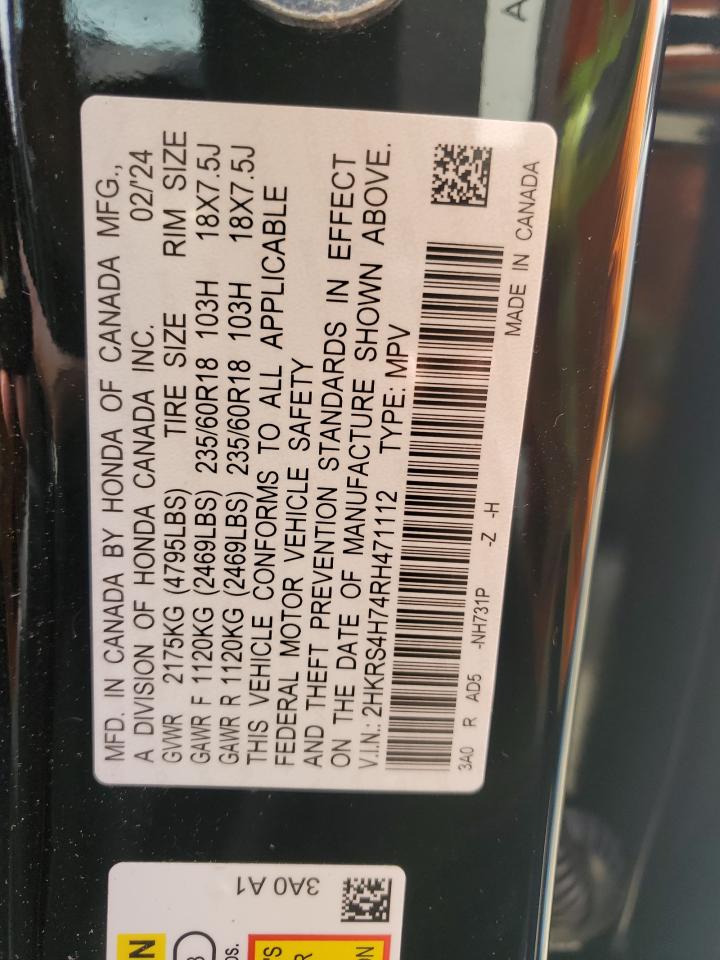 MFD. IN CANADA BY HONDA OF CANADA MFG.,
A DIVISION OF HONDA CANADA INC. 02/'24
GVWR 2175KG (4795LBS) TIRE SIZE RIM SIZE
GAWR F 1120KG (2469LBS) 235/60R18 103H 18X7.5J
GAWR R 1120KG (2469LBS) 235/60R18 103H 18X7.5J
THIS VEHICLE CONFORMS TO ALL APPLICABLE
FEDERAL MOTOR VEHICLE SAFETY
AND THEFT PREVENTION STANDARDS IN EFFECT
ON THE DATE OF MANUFACTURE SHOWN ABOVE.
V.I.N.: 2HKRS4H74RH471112 TYPE: MPV
3A0 R AD5 -NH731P -Z -H
MADE IN CANADA
3A0 A1